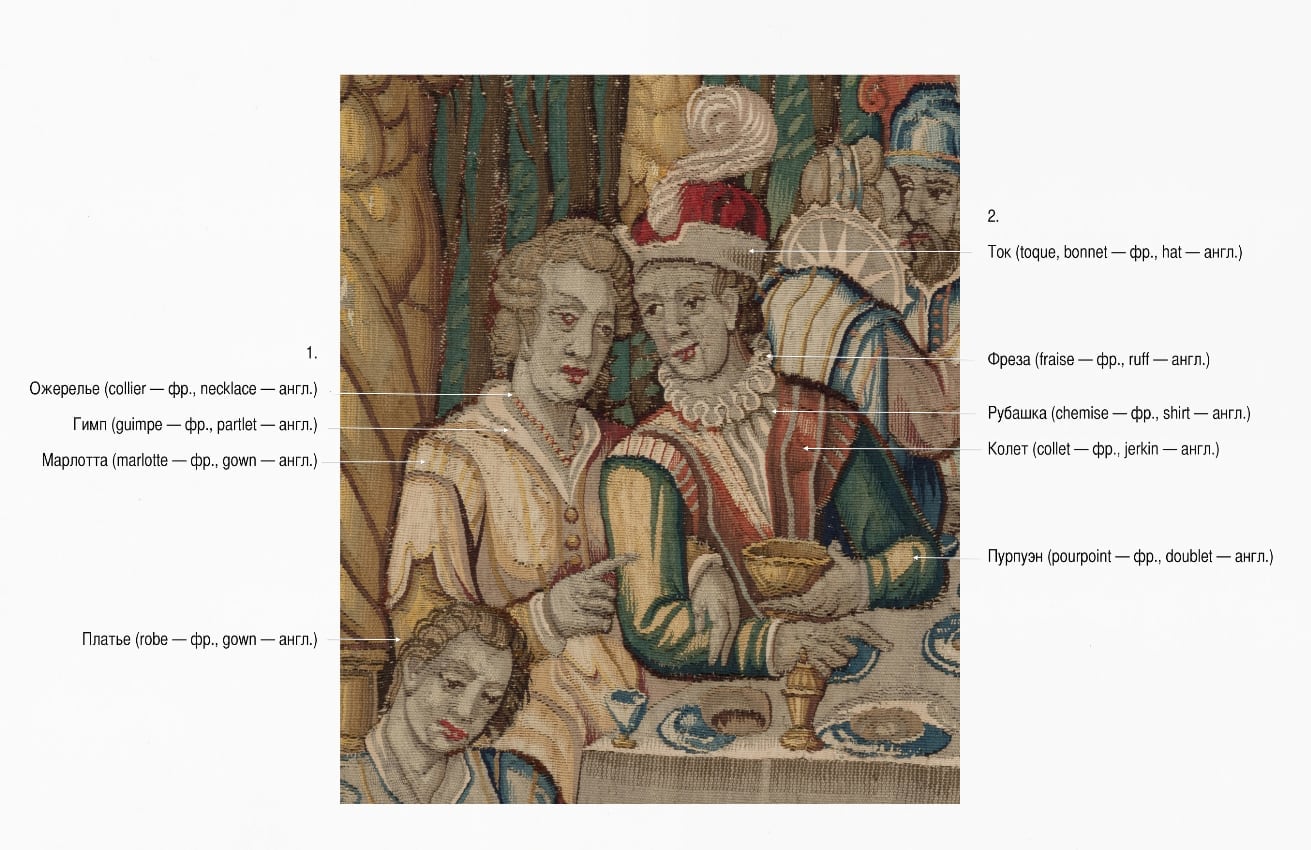 1.
Ожерелье (collier — фр., necklace — англ.)
Гимп (guimpe — фр., partlet — англ.)
Марлотта (marlotte — фр., gown — англ.)
Платье (robe — фр., gown — англ.)
2.
Ток (toque, bonnet — фр., hat — англ.)
Фреза (fraise — фр., ruff — англ.)
Рубашка (chemise — фр., shirt — англ.)
Колет (collet — фр., jerkin — англ.)
Пурпуэн (pourpoint — фр., doublet — англ.)